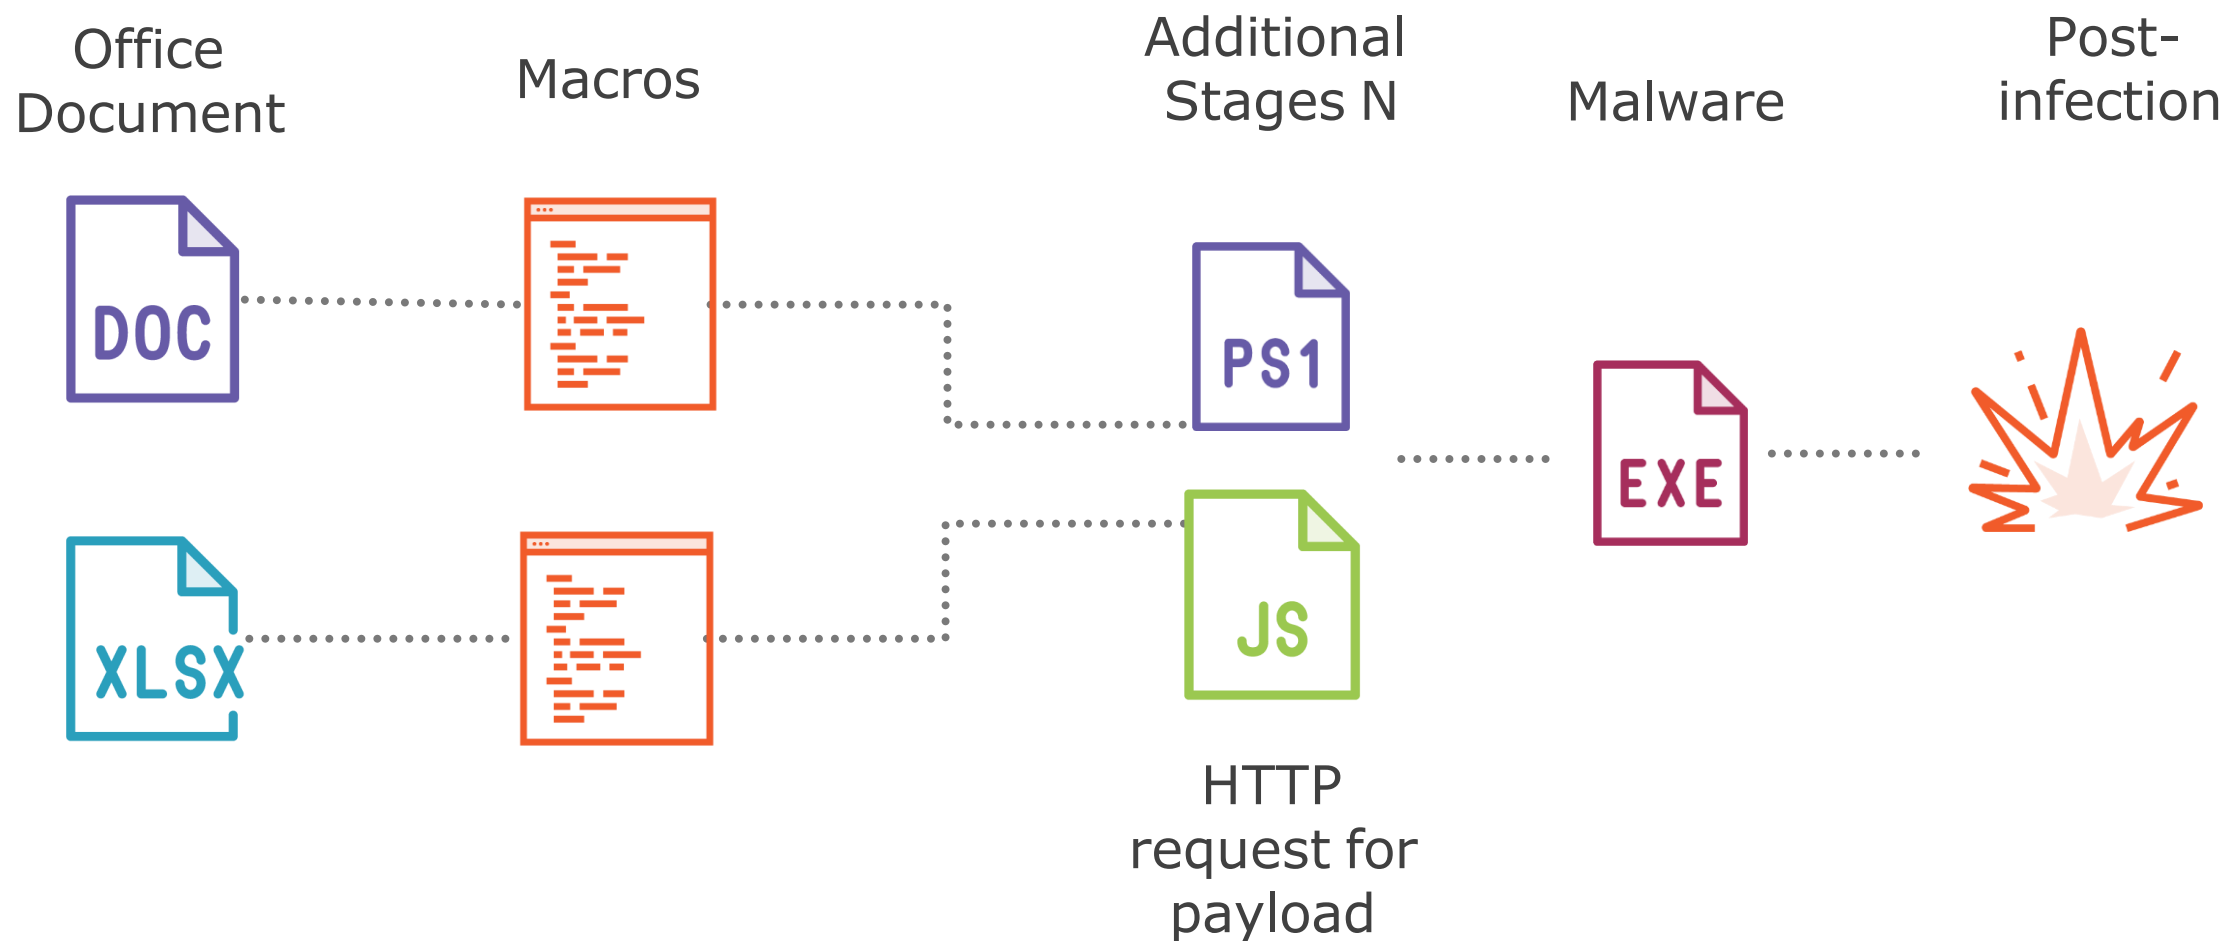 Office
Document
Macros
Additional
Stages N
Malware
Post-
infection
DOC
PS1
EXE
XLSX
JS
HTTP
request for
payload